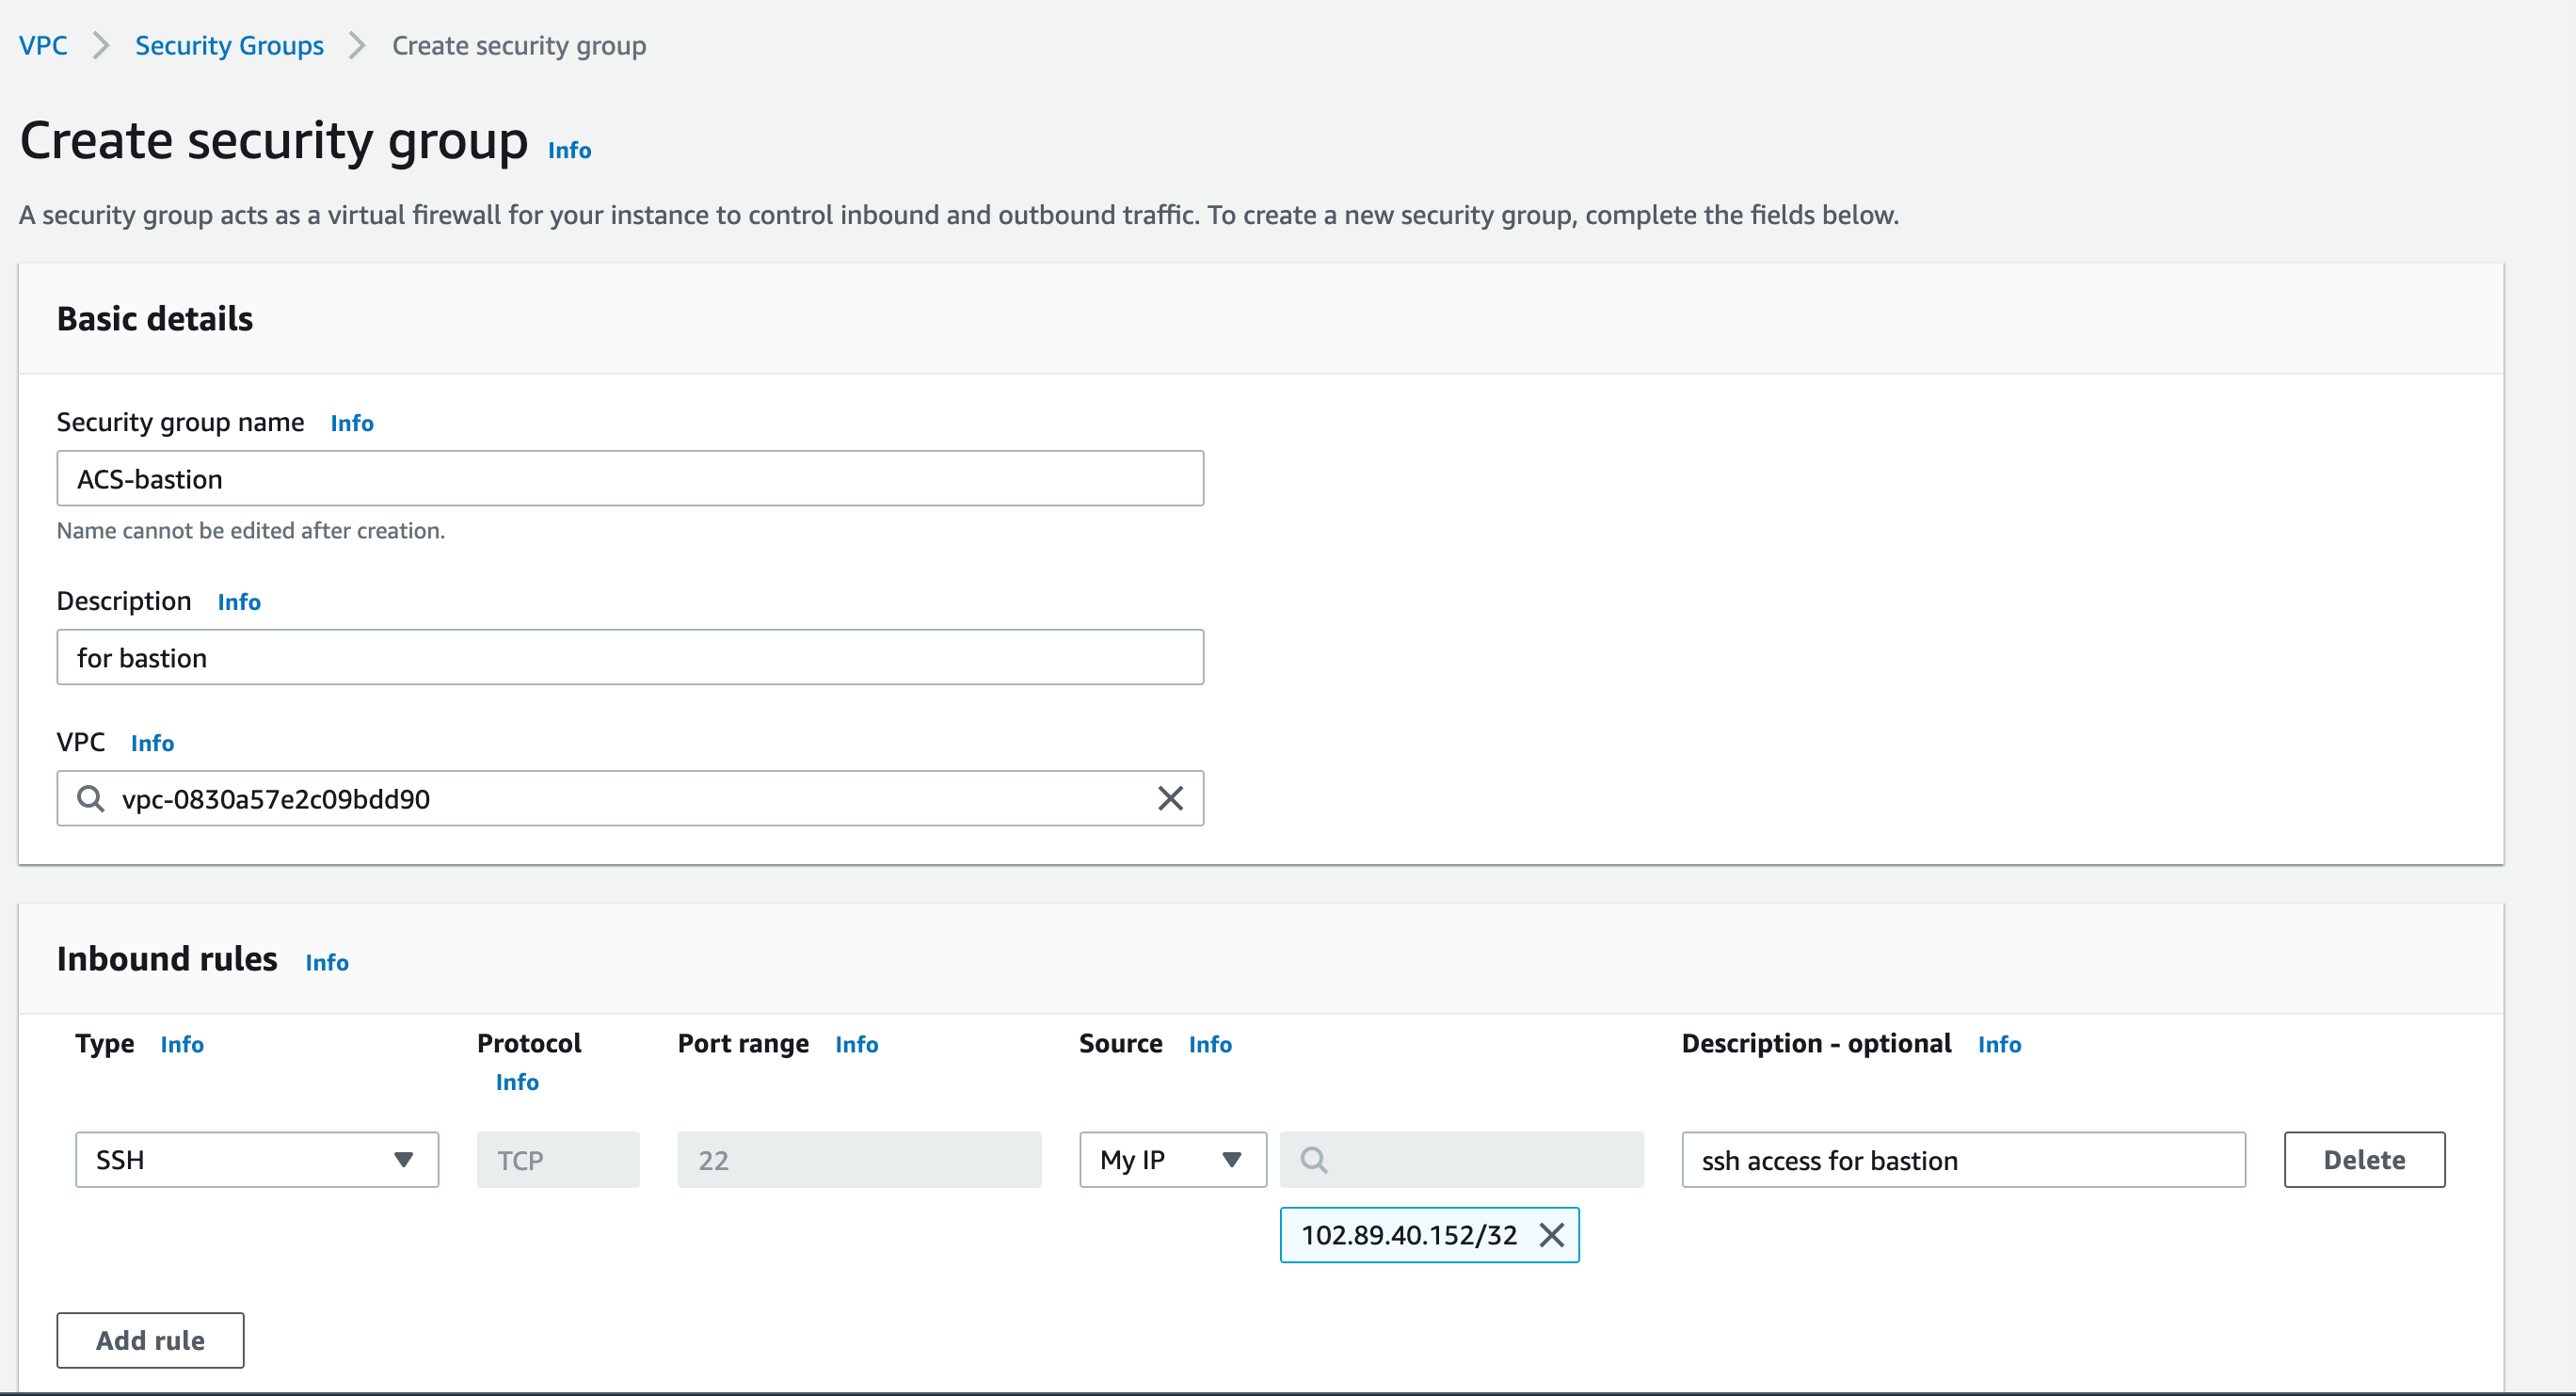 VPC > Security Groups > Create security group
Create security group Info
A security group acts as a virtual firewall for your instance to control inbound and outbound traffic. To create a new security group, complete the fields below.
Basic details
Security group name Info
ACS-bastion
Name cannot be edited after creation.
Description Info
for bastion
VPC Info
vpc-0830a57e2c09bdd90
Inbound rules Info
Type Info Protocol Info Port range Info Source Info Description - optional Info
SSH TCP 22 My IP ssh access for bastion Delete
102.89.40.152/32
Add rule